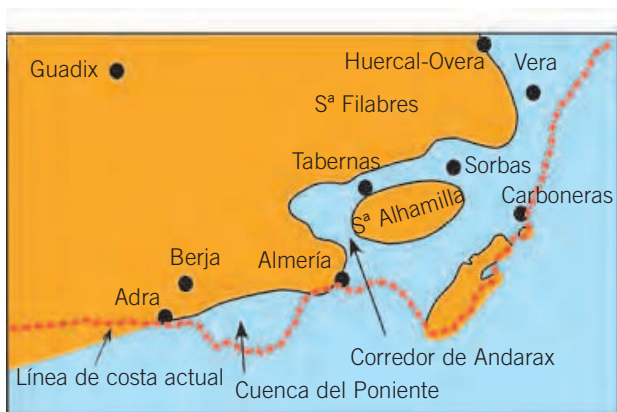 Huercal-Overa
Vera
Guadix
Sª Filabres
Tabernas
Sorbas
Sª Alhamilla
Carboneras
Berja
Almería
Adra
Línea de costa actual
Corredor de Andarax
Cuenca del Poniente